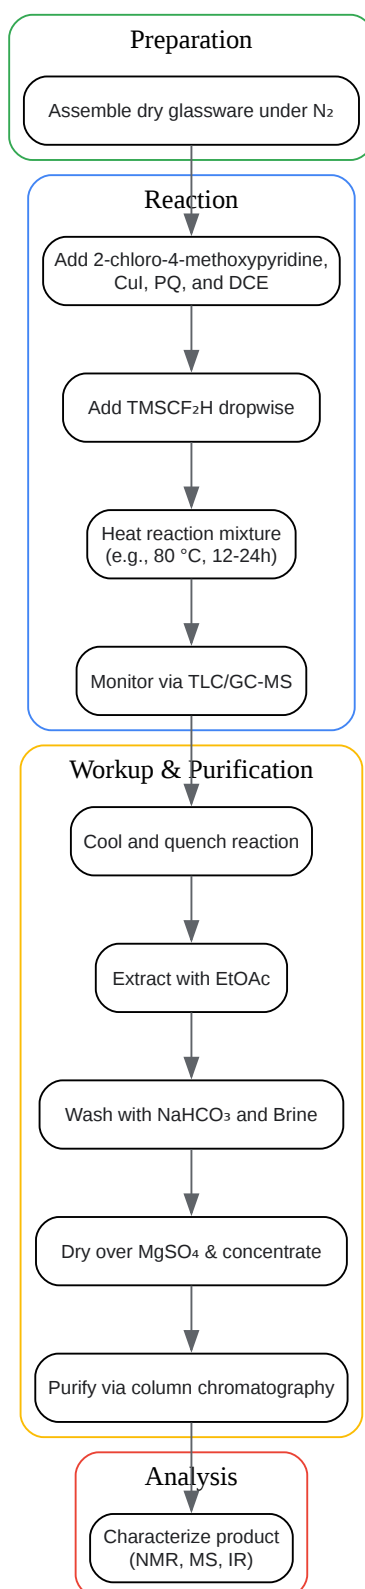 Preparation
Assemble dry glassware under N₂
Reaction
Add 2-chloro-4-methoxypyridine,
CuI, PQ, and DCE
Add TMSCF₂H dropwise
Heat reaction mixture
(e.g., 80 °C, 12-24h)
Monitor via TLC/GC-MS
Workup & Purification
Cool and quench reaction
Extract with EtOAc
Wash with NaHCO₃ and Brine
Dry over MgSO₄ & concentrate
Purify via column chromatography
Analysis
Characterize product
(NMR, MS, IR)